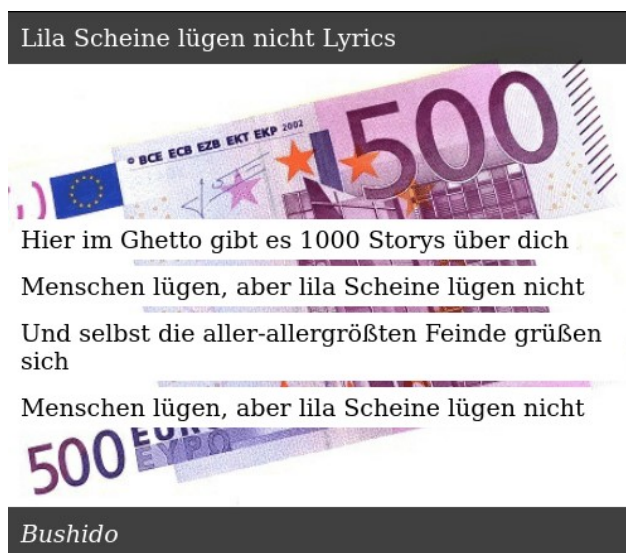 Lila Scheine lügen nicht Lyrics
500
© BCE ECB EZB EKT EKP 2002
Hier im Ghetto gibt es 1000 Storys über dich
Menschen lügen, aber lila Scheine lügen nicht
Und selbst die aller-allergrößten Feinde grüßen
sich
Menschen lügen, aber lila Scheine lügen nicht
500 EURO
EYPΩ
Bushido